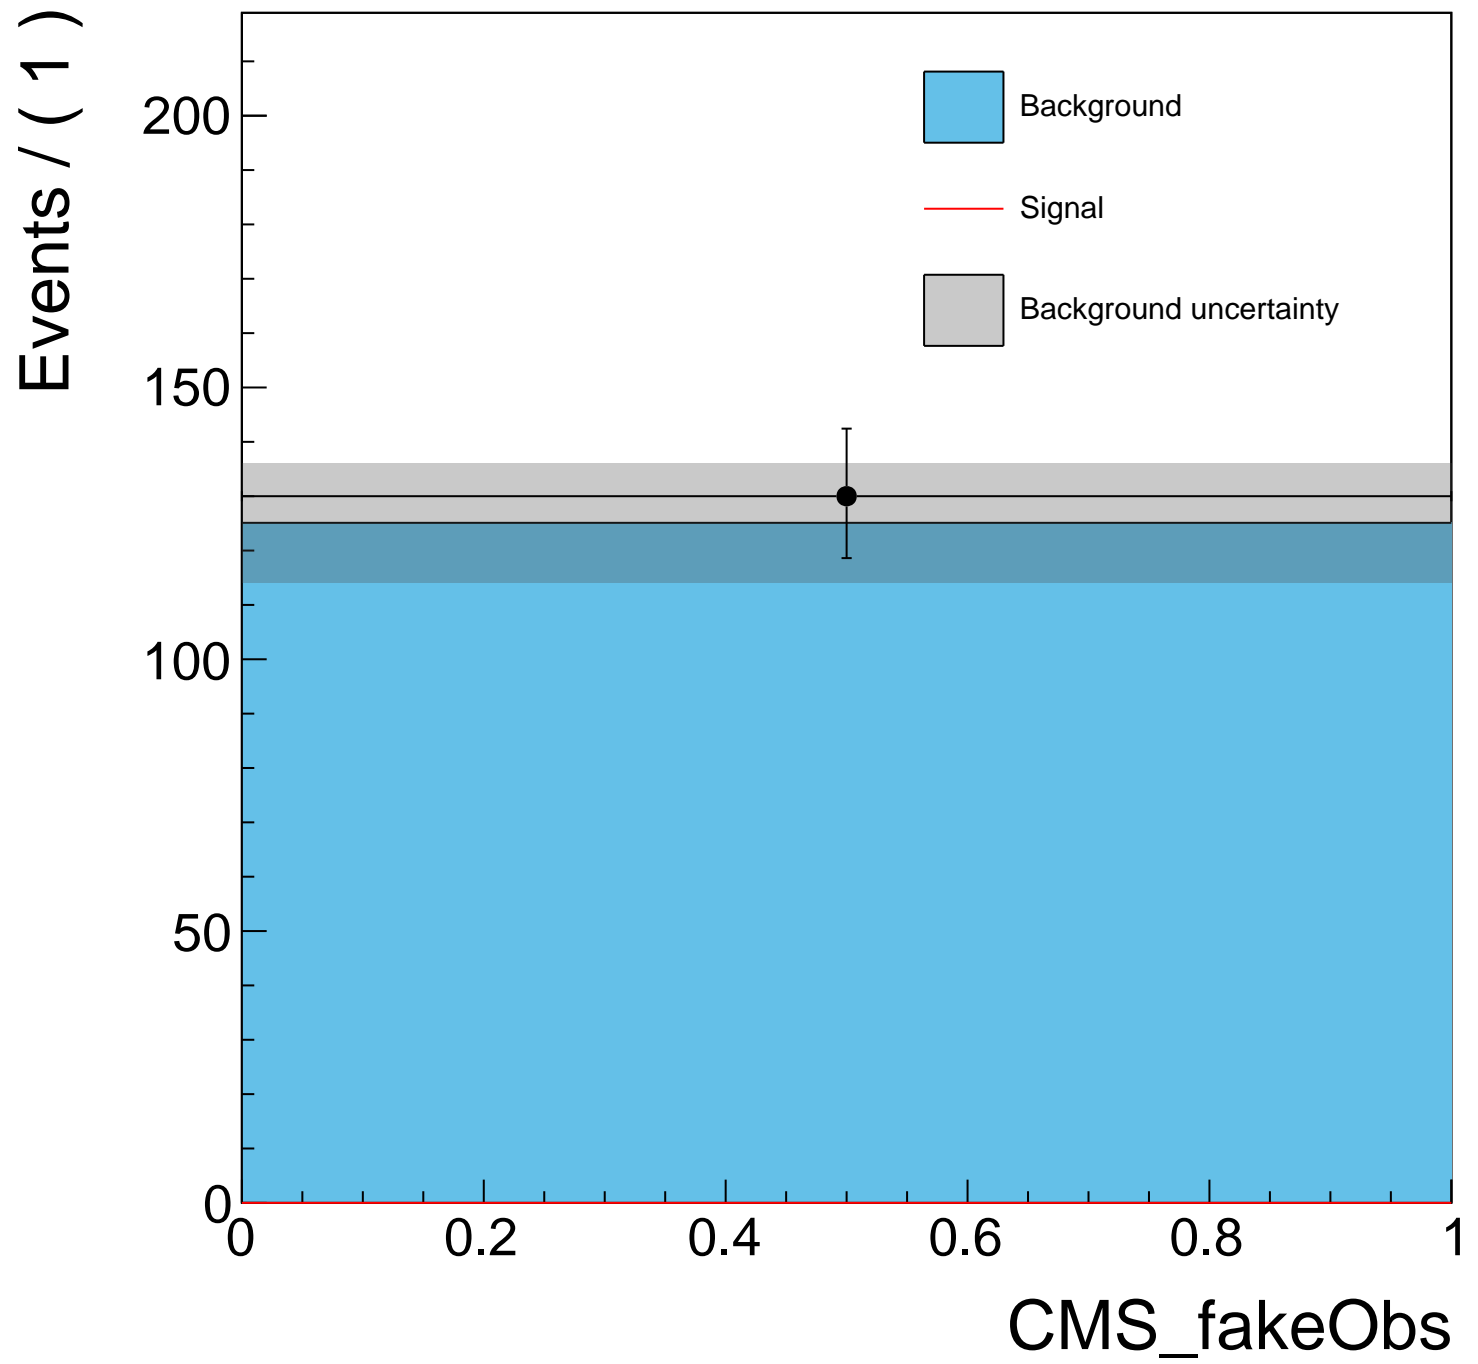 Events / ( 1 )
200
150
100
50
0
Background
Signal
Background uncertainty
0 0.2 0.4 0.6 0.8 1
CMS_fakeObs